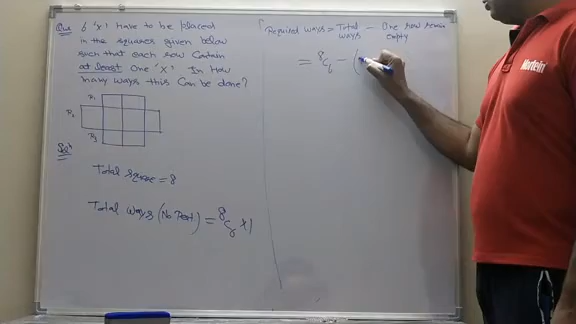 Que: 6 'X' Have to be placed
in the squares given below
such that each row contain
at least one 'X'. In How
many ways this can be done?
R1
R2
R3
Total square = 8
Total ways (No Rest) = ⁸C₆ × 1
Required ways = Total ways - One row remain empty
= ⁸C₆ - (
Mortein